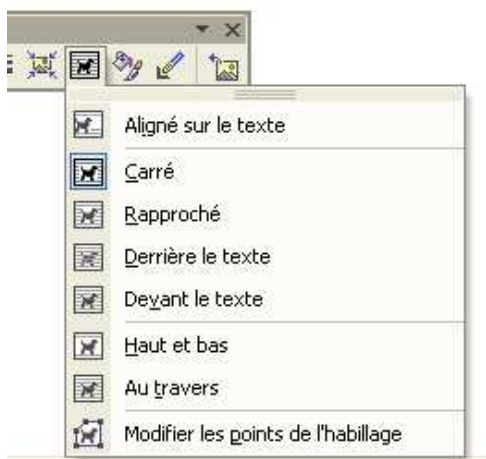 Aligné sur le texte
Carré
Rapproché
Derrière le texte
Devant le texte
Haut et bas
Au travers
Modifier les points de l'habillage